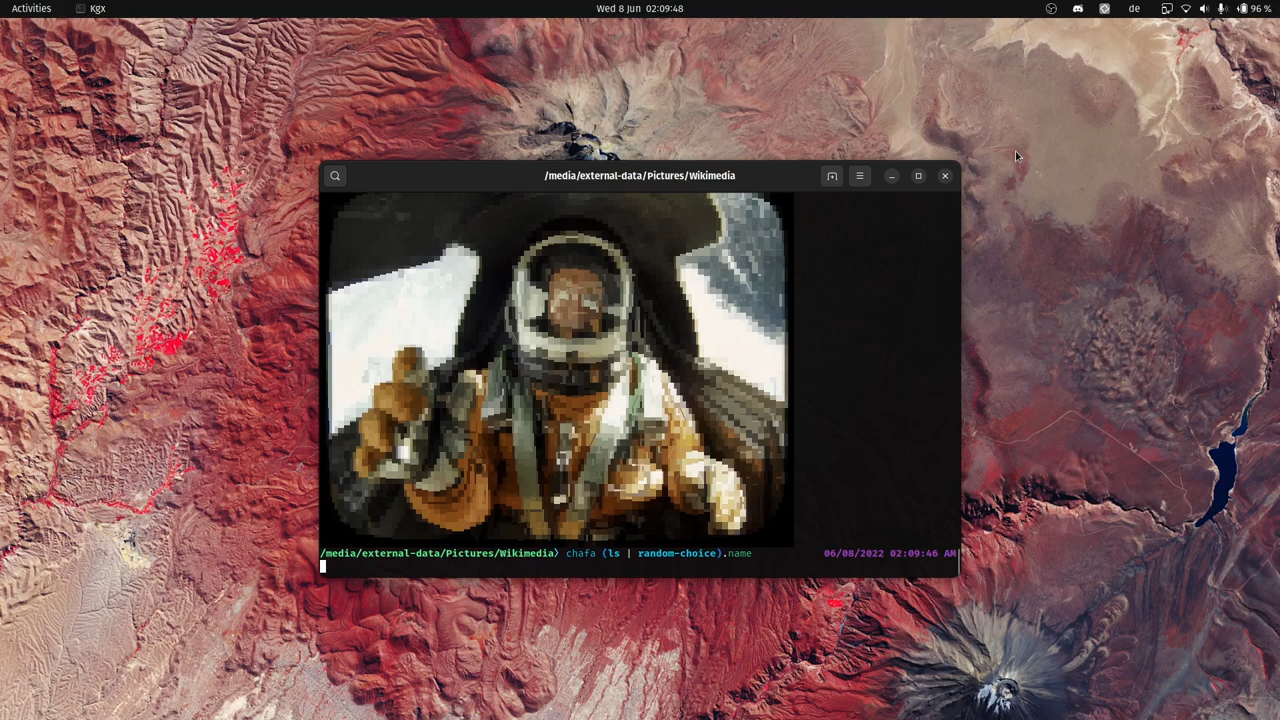 Activities Kgx Wed 8 Jun 02:09:48 de 96 %
/media/external-data/Pictures/Wikimedia
/media/external-data/Pictures/Wikimedia⟩ chafa (ls | random-choice).name 06/08/2022 02:09:46 AM